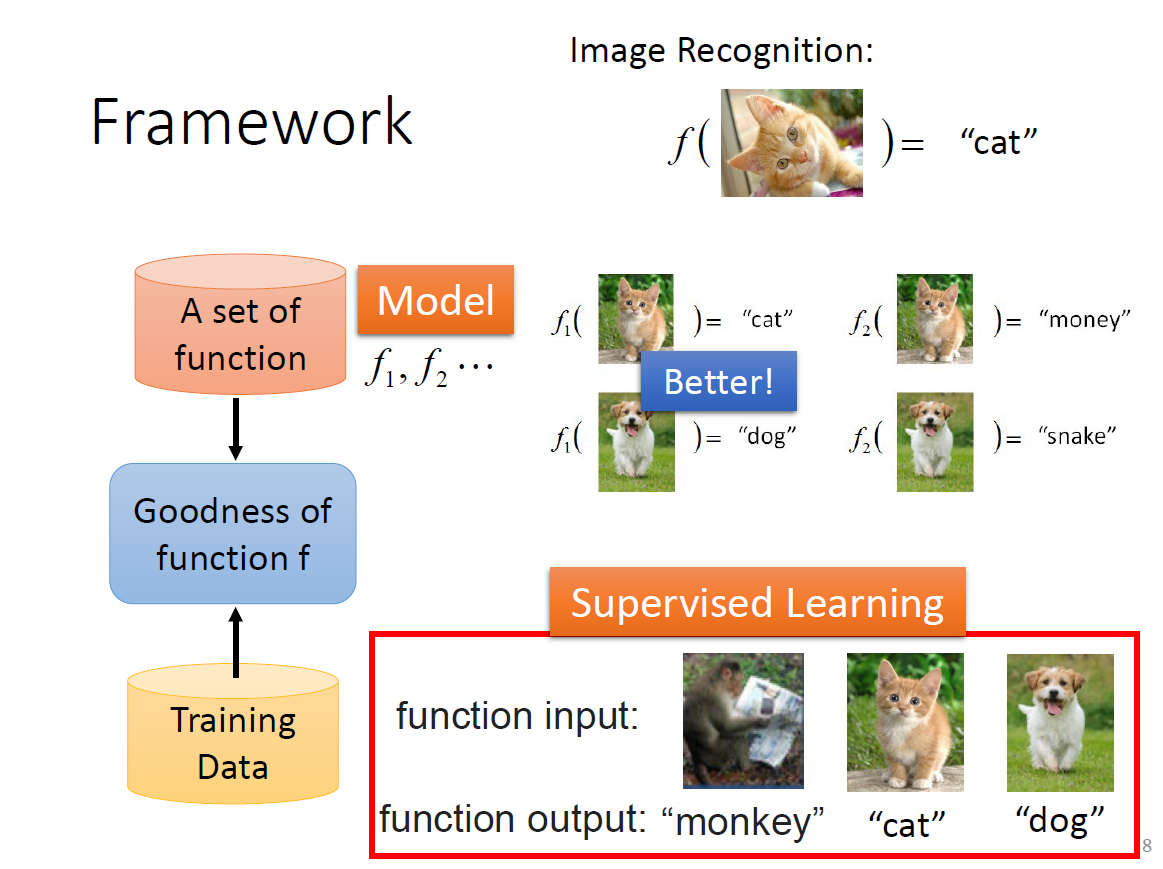 Image Recognition:
Framework
f( )= “cat”
A set of
function
Model
f1, f2 ⋯
f1( )= “cat”
f2( )= “money”
Better!
f1( )= “dog”
f2( )= “snake”
Goodness of
function f
Supervised Learning
Training
Data
function input:
function output: “monkey” “cat” “dog”
8